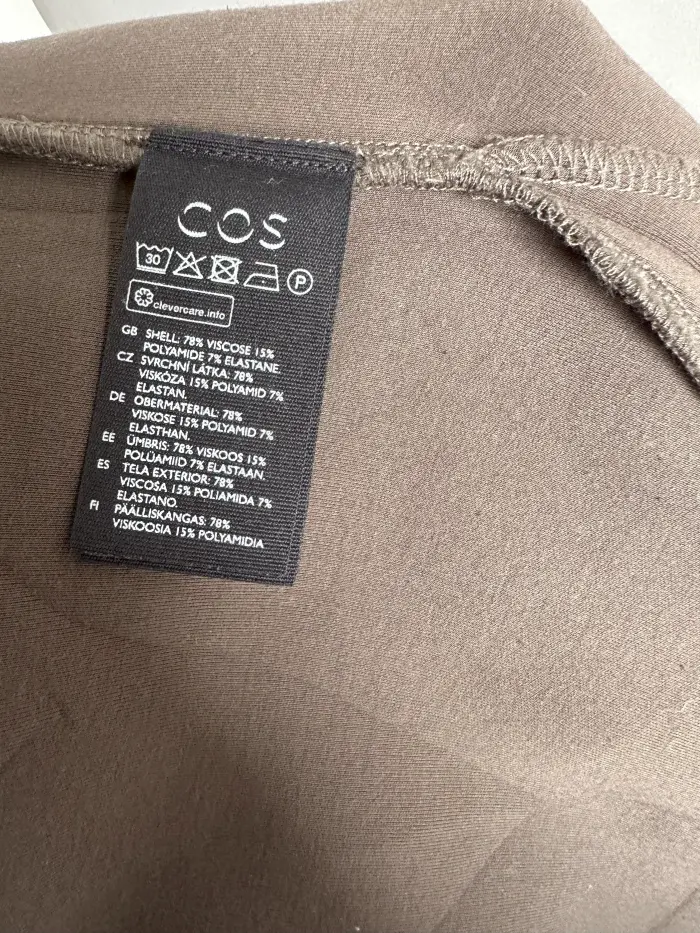 COS
30 P
clevercare.info
GB SHELL: 78% VISCOSE 15%
POLYAMIDE 7% ELASTANE.
CZ SVRCHNÍ LÁTKA: 78%
VISKÓZA 15% POLYAMID 7%
ELASTAN.
DE OBERMATERIAL: 78%
VISKOSE 15% POLYAMID 7%
ELASTHAN.
EE ÜMBRIS: 78% VISKOOS 15%
POLÜAMIID 7% ELASTAAN.
ES TELA EXTERIOR: 78%
VISCOSA 15% POLIAMIDA 7%
ELASTANO.
FI PÄÄLLISKANGAS: 78%
VISKOOSIA 15% POLYAMIDIA